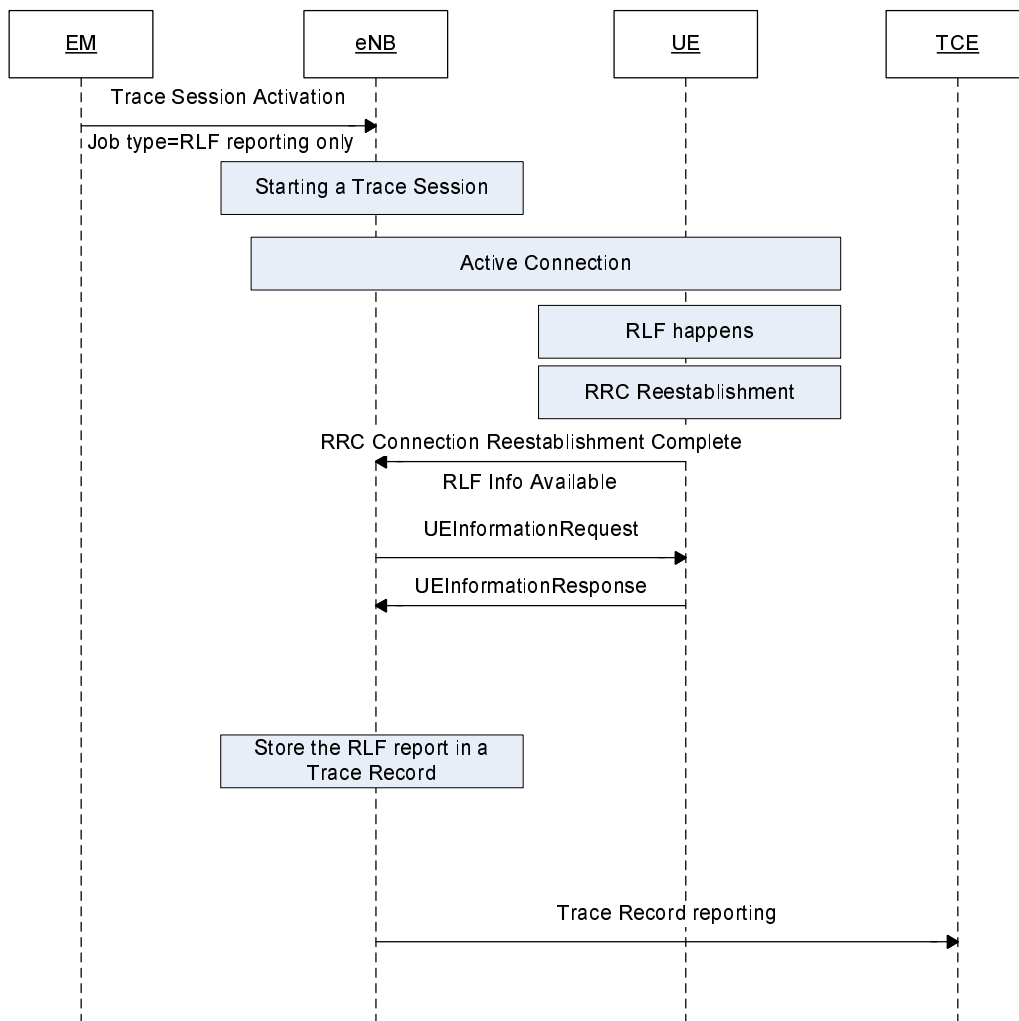 EM
eNB
UE
TCE
Trace Session Activation
Job type=RLF reporting only
Starting a Trace Session
Active Connection
RLF happens
RRC Reestablishment
RRC Connection Reestablishment Complete
RLF Info Available
UEInformationRequest
UEInformationResponse
Store the RLF report in a
Trace Record
Trace Record reporting